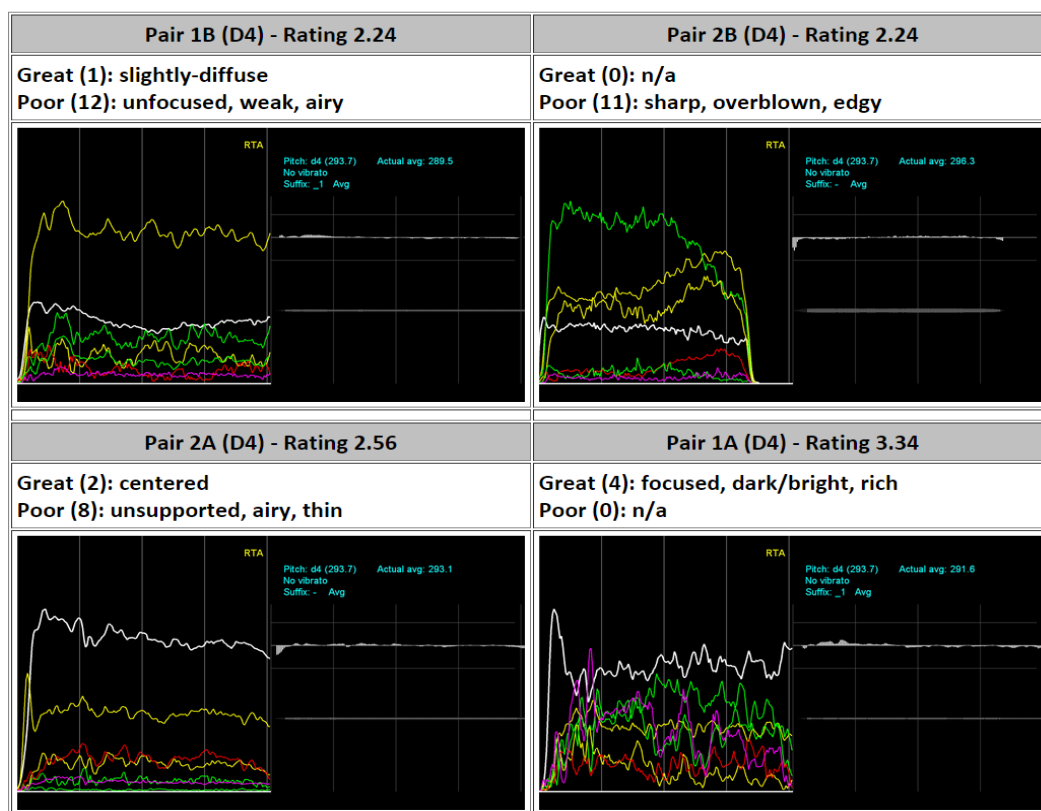 Pair 1B (D4) - Rating 2.24
Great (1): slightly-diffuse
Poor (12): unfocused, weak, airy
RTA
Pitch: d4 (293.7) Actual avg: 289.5
No vibrato
Suffix: _1 Avg
Pair 2B (D4) - Rating 2.24
Great (0): n/a
Poor (11): sharp, overblown, edgy
RTA
Pitch: d4 (293.7) Actual avg: 296.3
No vibrato
Suffix: - Avg
Pair 2A (D4) - Rating 2.56
Great (2): centered
Poor (8): unsupported, airy, thin
RTA
Pitch: d4 (293.7) Actual avg: 293.1
No vibrato
Suffix: - Avg
Pair 1A (D4) - Rating 3.34
Great (4): focused, dark/bright, rich
Poor (0): n/a
RTA
Pitch: d4 (293.7) Actual avg: 291.6
No vibrato
Suffix: _1 Avg